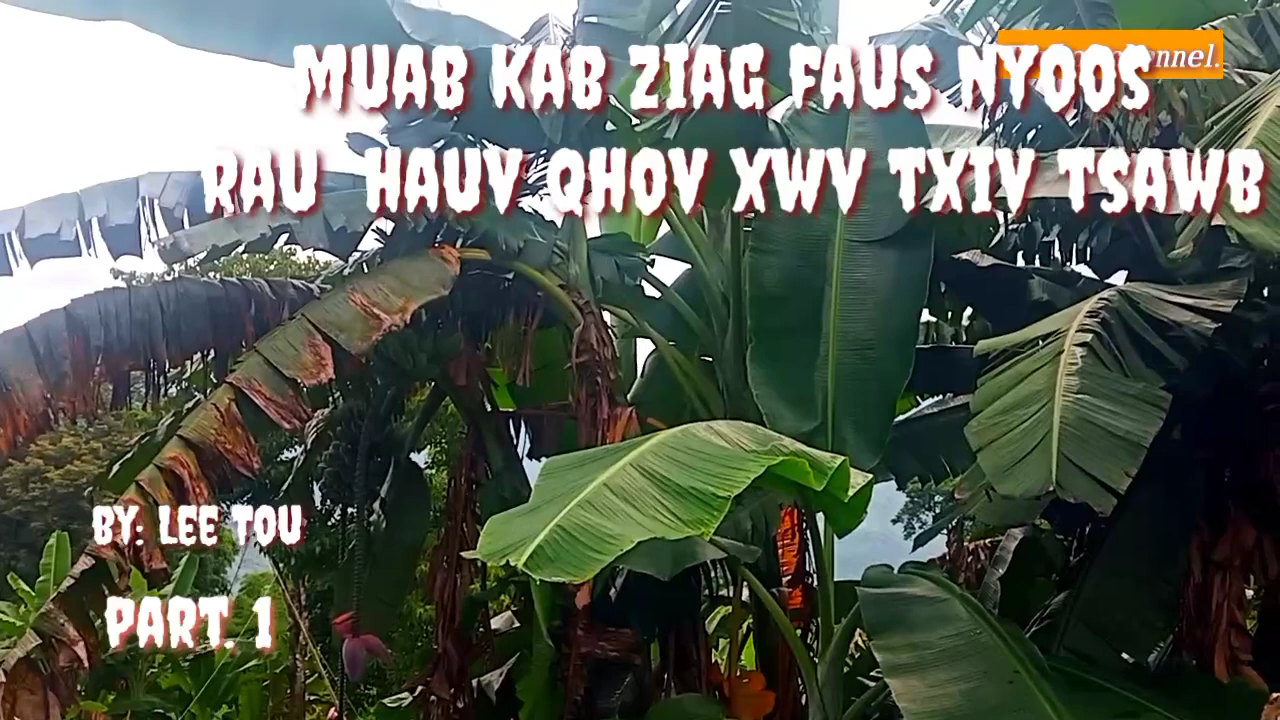 MUAB KAB ZIAG FAUS NYOOS
RAU HAUV QHOV XWV TXIV TSAWB
BY: LEE TOU
PART. 1